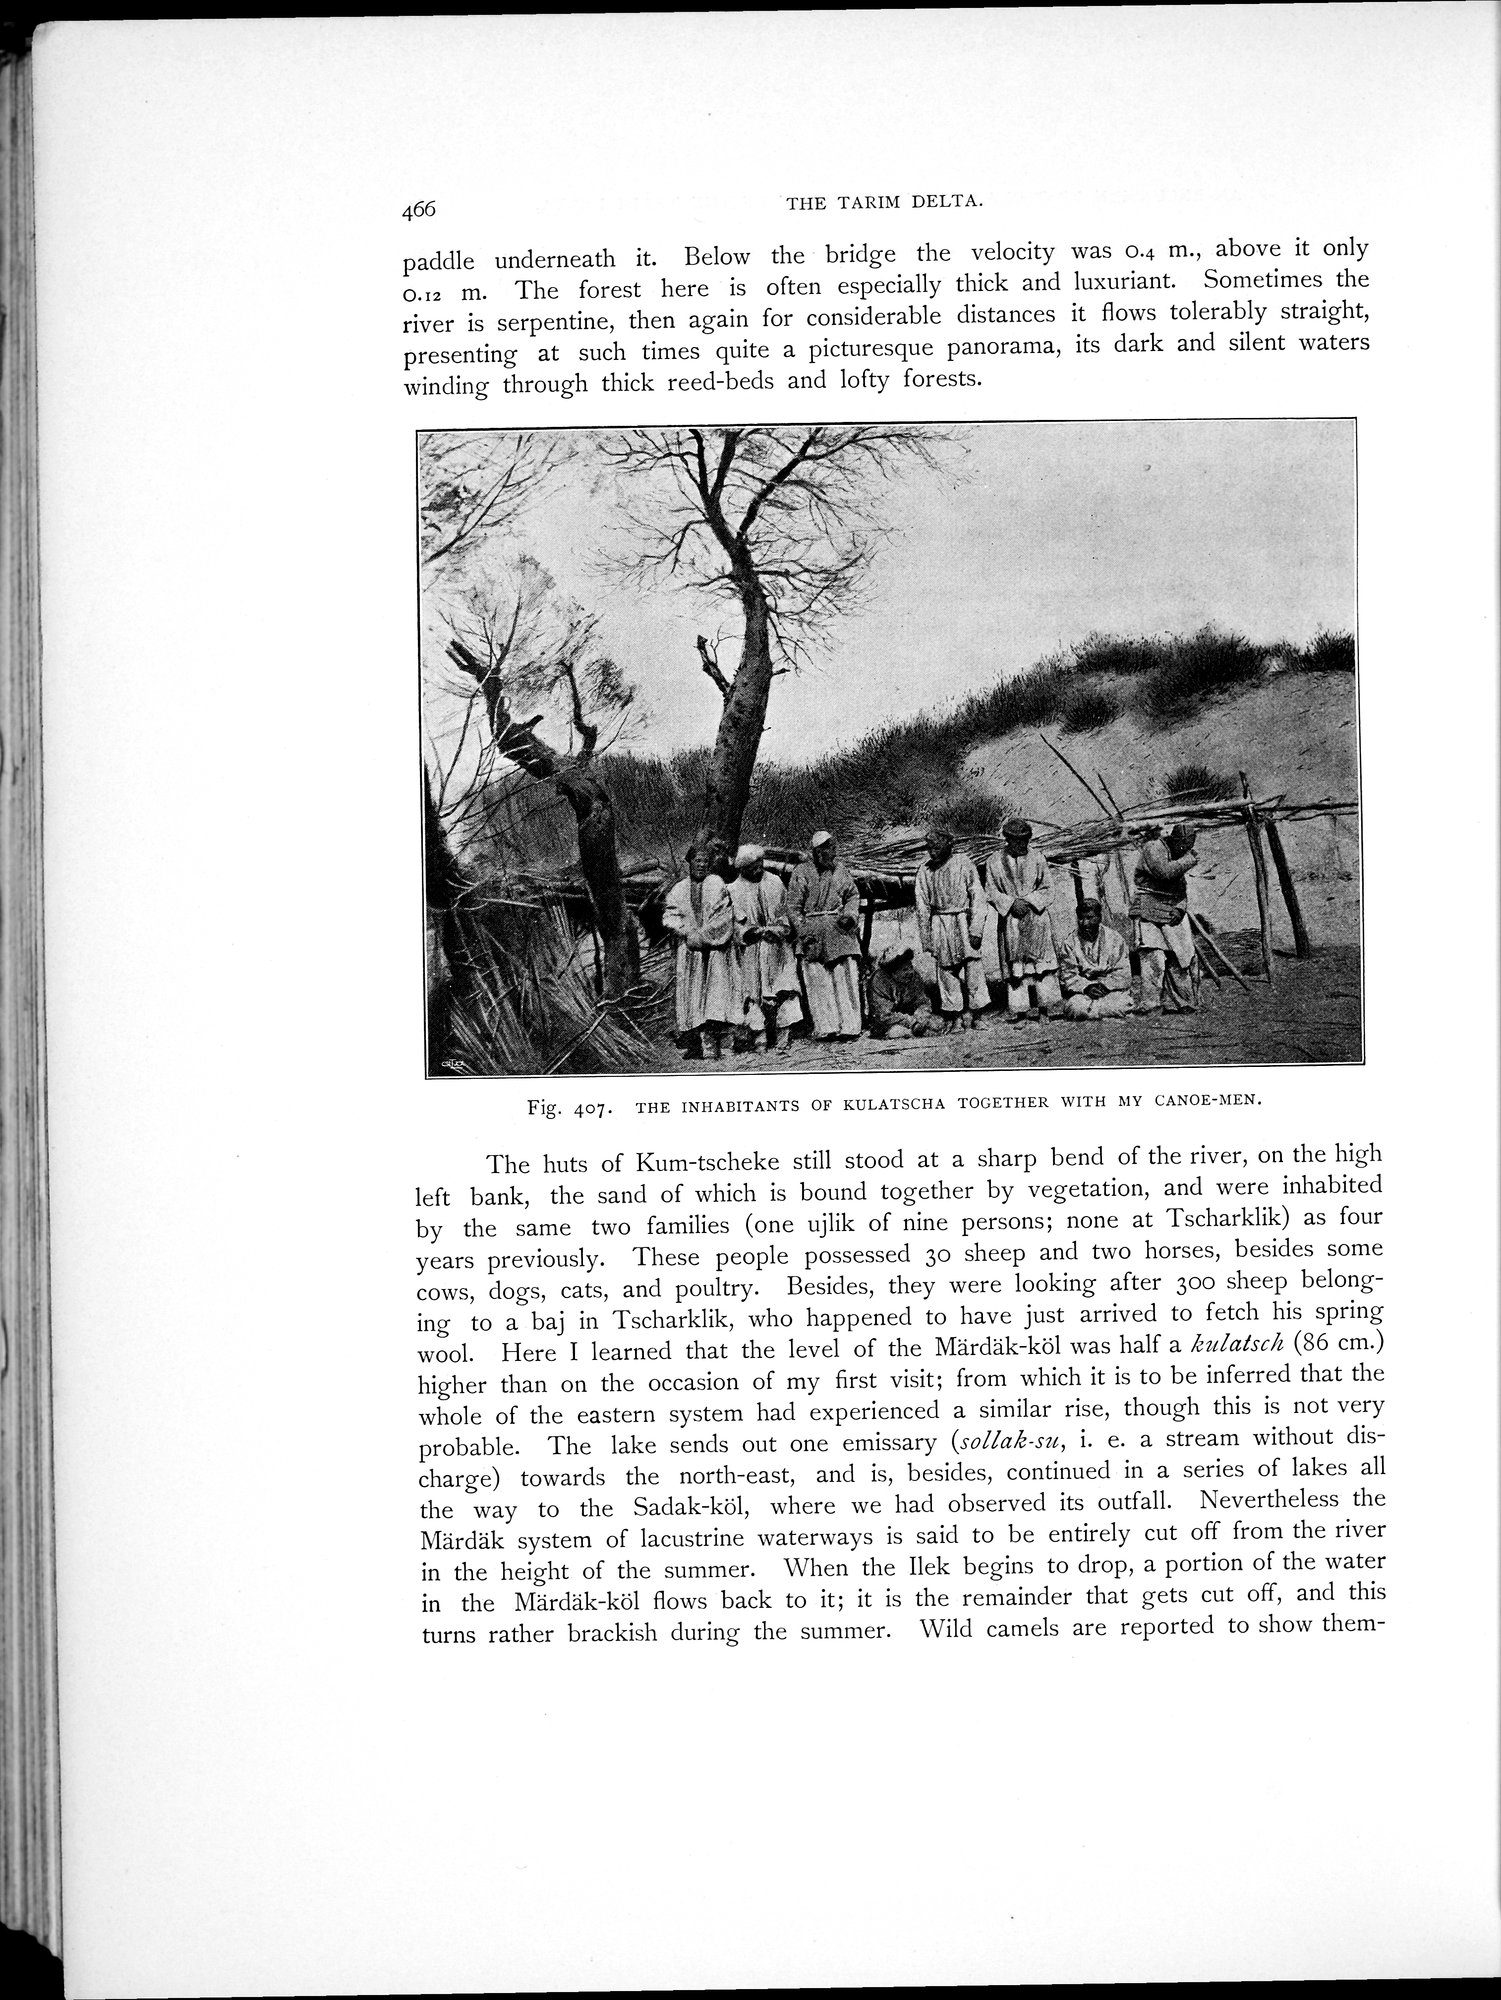 466
THE TARIM DELTA.
paddle underneath it. Below the bridge the velocity was 0.4 m., above it only
0.12 m. The forest here is often especially thick and luxuriant. Sometimes the
river is serpentine, then again for considerable distances it flows tolerably straight,
presenting at such times quite a picturesque panorama, its dark and silent waters
winding through thick reed-beds and lofty forests.
Fig. 407. THE INHABITANTS OF KULATSCHA TOGETHER WITH MY CANOE-MEN.
The huts of Kum-tscheke still stood at a sharp bend of the river, on the high
left bank, the sand of which is bound together by vegetation, and were inhabited
by the same two families (one ujlik of nine persons; none at Tscharklik) as four
years previously. These people possessed 30 sheep and two horses, besides some
cows, dogs, cats, and poultry. Besides, they were looking after 300 sheep belong-
ing to a baj in Tscharklik, who happened to have just arrived to fetch his spring
wool. Here I learned that the level of the Märdäk-köl was half a kulatsch (86 cm.)
higher than on the occasion of my first visit; from which it is to be inferred that the
whole of the eastern system had experienced a similar rise, though this is not very
probable. The lake sends out one emissary (sollak-su, i. e. a stream without dis-
charge) towards the north-east, and is, besides, continued in a series of lakes all
the way to the Sadak-köl, where we had observed its outfall. Nevertheless the
Märdäk system of lacustrine waterways is said to be entirely cut off from the river
in the height of the summer. When the Ilek begins to drop, a portion of the water
in the Märdäk-köl flows back to it; it is the remainder that gets cut off, and this
turns rather brackish during the summer. Wild camels are reported to show them-